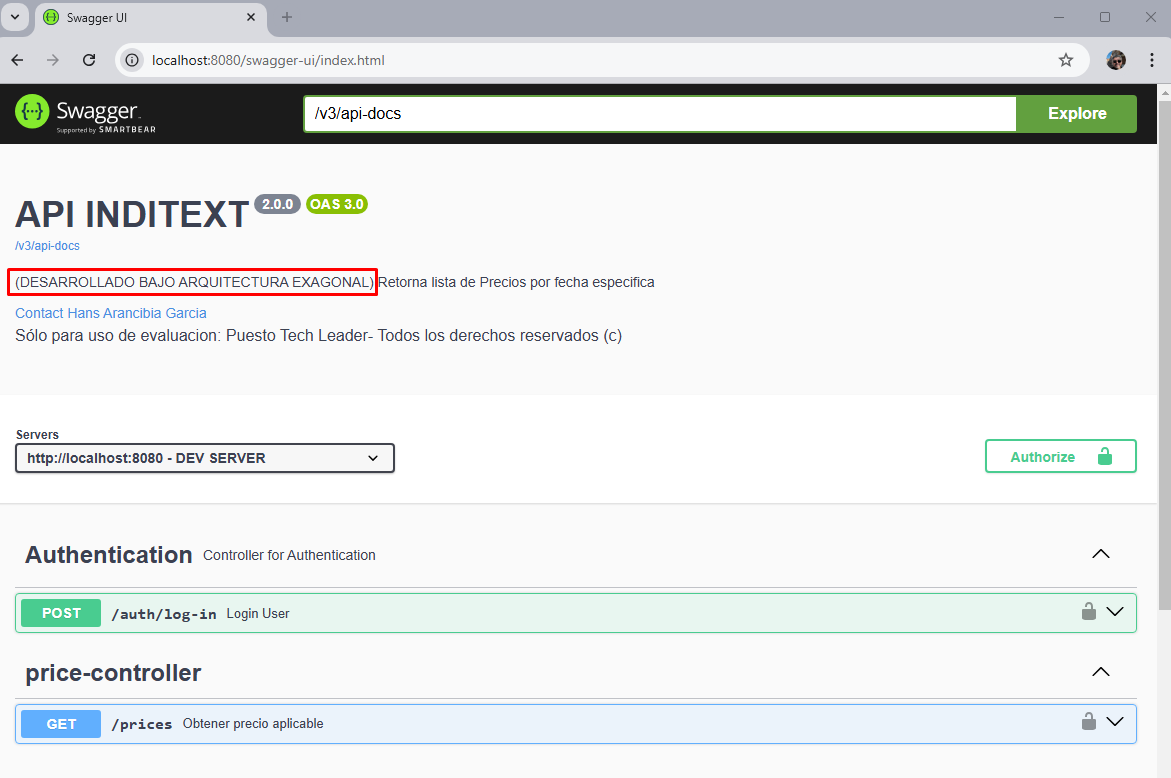 Swagger UI
localhost:8080/swagger-ui/index.html
Swagger
Supported by SMARTBEAR
/v3/api-docs
Explore
API INDITEXT 2.0.0 OAS 3.0
/v3/api-docs
(DESARROLLADO BAJO ARQUITECTURA EXAGONAL) Retorna lista de Precios por fecha especifica
Contact Hans Arancibia Garcia
Sólo para uso de evaluacion: Puesto Tech Leader- Todos los derechos reservados (c)
Servers
http://localhost:8080 - DEV SERVER
Authorize
Authentication Controller for Authentication
POST /auth/log-in Login User
price-controller
GET /prices Obtener precio aplicable